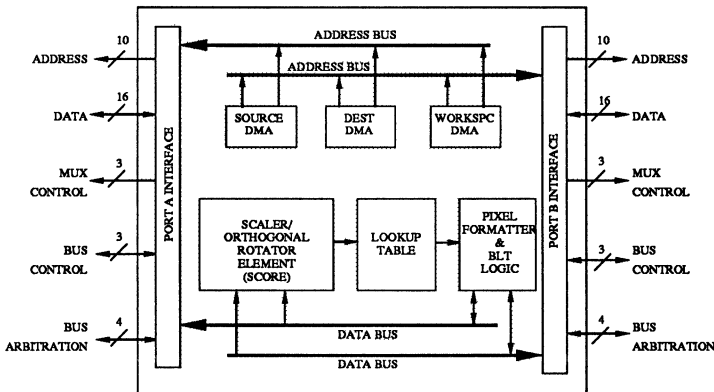 ADDRESS BUS
ADDRESS BUS
10
ADDRESS
16
DATA
3
MUX
CONTROL
3
BUS
CONTROL
4
BUS
ARBITRATION
PORT A INTERFACE
SOURCE
DMA
DEST
DMA
WORKSPC
DMA
SCALER/
ORTHOGONAL
ROTATOR
ELEMENT
(SCORE)
LOOKUP
TABLE
PIXEL
FORMATTER
&
BLT
LOGIC
DATA BUS
DATA BUS
PORT B INTERFACE
10
ADDRESS
16
DATA
3
MUX
CONTROL
3
BUS
CONTROL
4
BUS
ARBITRATION